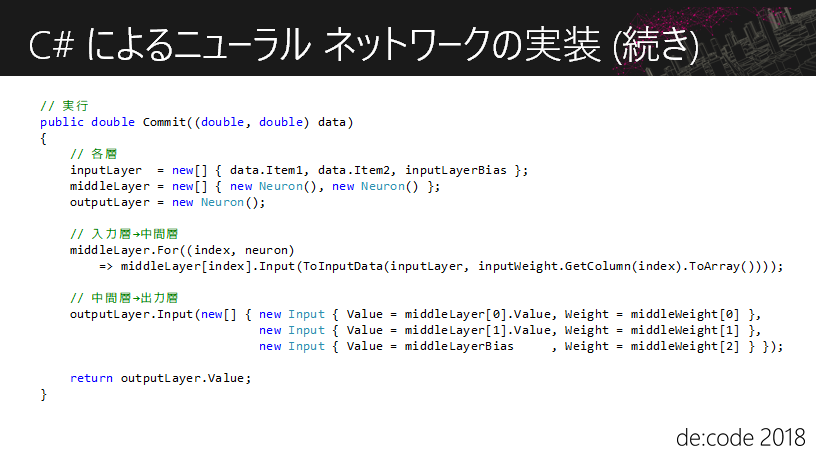 C# によるニューラル ネットワークの実装 (続き)
// 実行
public double Commit((double, double) data)
{
    // 各層
    inputLayer  = new[] { data.Item1, data.Item2, inputLayerBias };
    middleLayer = new[] { new Neuron(), new Neuron() };
    outputLayer = new Neuron();

    // 入力層→中間層
    middleLayer.For((index, neuron)
        => middleLayer[index].Input(ToInputData(inputLayer, inputWeight.GetColumn(index).ToArray())));

    // 中間層→出力層
    outputLayer.Input(new[] { new Input { Value = middleLayer[0].Value, Weight = middleWeight[0] },
                              new Input { Value = middleLayer[1].Value, Weight = middleWeight[1] },
                              new Input { Value = middleLayerBias     , Weight = middleWeight[2] } });

    return outputLayer.Value;
}
de:code 2018